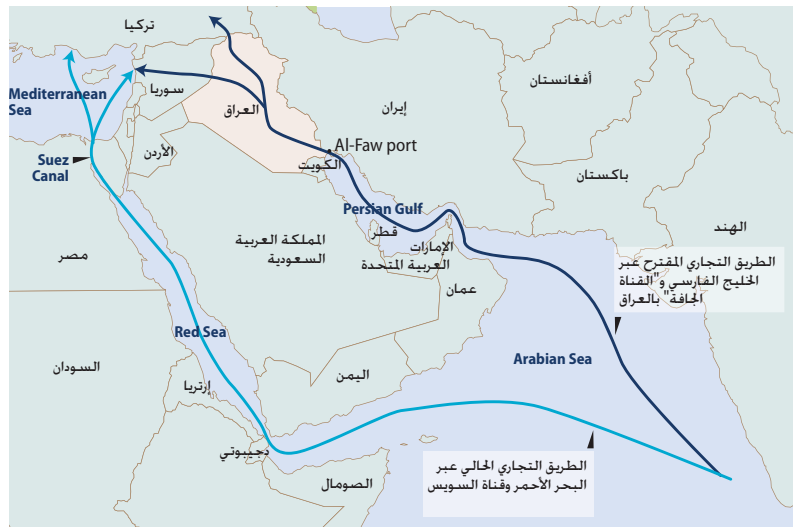 تركيا
أفغانستان
Mediterranean
Sea
سوريا
العراق
إيران
Al-Faw port
الأردن
الكويت
Suez
Canal
باكستان
Persian Gulf
قطر
الهند
المملكة العربية
السعودية
الإمارات
العربية المتحدة
مصر
عمان
الطريق التجاري المقترح عبر
الخليج الفارسي و"القناة
الجافة" بالعراق
Red Sea
Arabian Sea
السودان
إرتريا
اليمن
دجيبوتي
الصومال
الطريق التجاري الحالي عبر
البحر الأحمر وقناة السويس